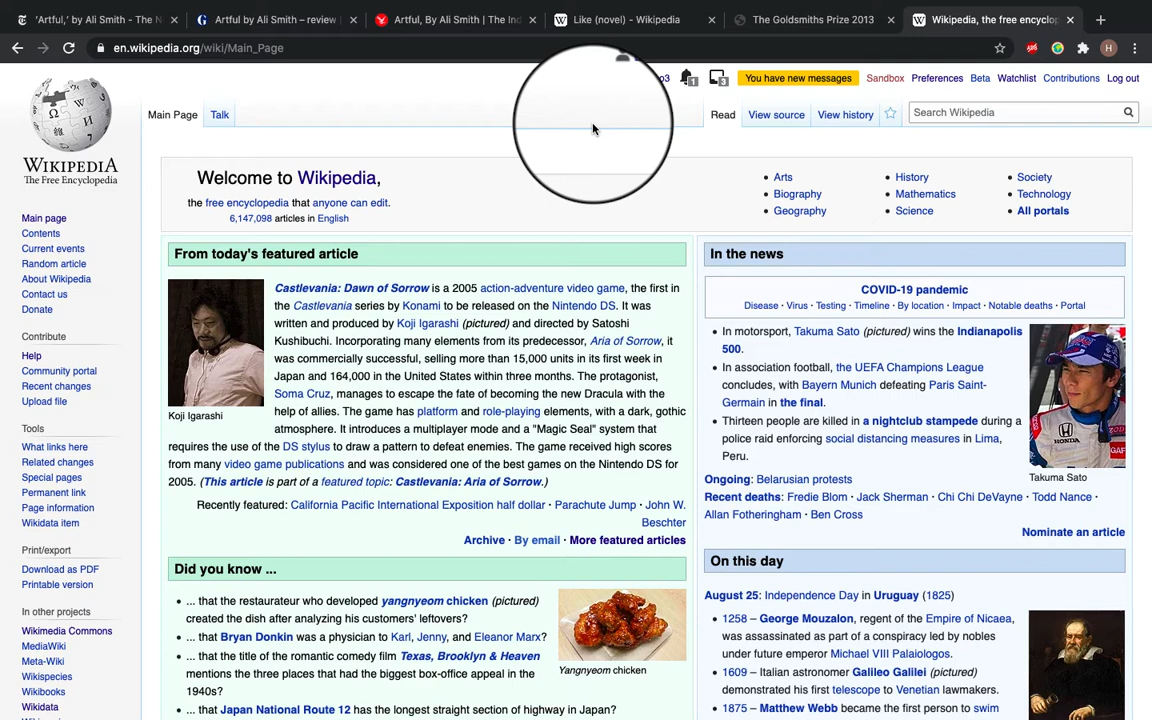 'Artful,' by Ali Smith - The N
Artful by Ali Smith – review
Artful, By Ali Smith | The Ind
Like (novel) - Wikipedia
The Goldsmiths Prize 2013
Wikipedia, the free encyclop
en.wikipedia.org/wiki/Main_Page
H
1
3
You have new messages
Sandbox
Preferences
Beta
Watchlist
Contributions
Log out
Main Page
Talk
Read
View source
View history
Search Wikipedia
WIKIPEDIA
The Free Encyclopedia
Main page
Contents
Current events
Random article
About Wikipedia
Contact us
Donate
Contribute
Help
Community portal
Recent changes
Upload file
Tools
What links here
Related changes
Special pages
Permanent link
Page information
Wikidata item
Print/export
Download as PDF
Printable version
In other projects
Wikimedia Commons
MediaWiki
Meta-Wiki
Wikispecies
Wikibooks
Wikidata
Welcome to Wikipedia,
the free encyclopedia that anyone can edit.
6,147,098 articles in English
Arts
Biography
Geography
History
Mathematics
Science
Society
Technology
All portals
From today's featured article
Castlevania: Dawn of Sorrow is a 2005 action-adventure video game, the first in
the Castlevania series by Konami to be released on the Nintendo DS. It was
written and produced by Koji Igarashi (pictured) and directed by Satoshi
Kushibuchi. Incorporating many elements from its predecessor, Aria of Sorrow, it
was commercially successful, selling more than 15,000 units in its first week in
Japan and 164,000 in the United States within three months. The protagonist,
Soma Cruz, manages to escape the fate of becoming the new Dracula with the
help of allies. The game has platform and role-playing elements, with a dark, gothic
atmosphere. It introduces a multiplayer mode and a "Magic Seal" system that
requires the use of the DS stylus to draw a pattern to defeat enemies. The game received high scores
from many video game publications and was considered one of the best games on the Nintendo DS for
2005. (This article is part of a featured topic: Castlevania: Aria of Sorrow.)
Koji Igarashi
Recently featured: California Pacific International Exposition half dollar · Parachute Jump · John W.
Beschter
Archive · By email · More featured articles
Did you know ...
... that the restaurateur who developed yangnyeom chicken (pictured)
created the dish after analyzing his customers' leftovers?
... that Bryan Donkin was a physician to Karl, Jenny, and Eleanor Marx?
... that the title of the romantic comedy film Texas, Brooklyn & Heaven
mentions the three places that had the biggest box-office appeal in the
1940s?
... that Japan National Route 12 has the longest straight section of highway in Japan?
Yangnyeom chicken
In the news
COVID-19 pandemic
Disease · Virus · Testing · Timeline · By location · Impact · Notable deaths · Portal
In motorsport, Takuma Sato (pictured) wins the Indianapolis
500.
In association football, the UEFA Champions League
concludes, with Bayern Munich defeating Paris Saint-
Germain in the final.
Thirteen people are killed in a nightclub stampede during a
police raid enforcing social distancing measures in Lima,
Peru.
HONDA
Takuma Sato
Ongoing: Belarusian protests
Recent deaths: Fredie Blom · Jack Sherman · Chi Chi DeVayne · Todd Nance ·
Allan Fotheringham · Ben Cross
Nominate an article
On this day
August 25: Independence Day in Uruguay (1825)
1258 – George Mouzalon, regent of the Empire of Nicaea,
was assassinated as part of a conspiracy led by nobles
under future emperor Michael VIII Palaiologos.
1609 – Italian astronomer Galileo Galilei (pictured)
demonstrated his first telescope to Venetian lawmakers.
1875 – Matthew Webb became the first person to swim